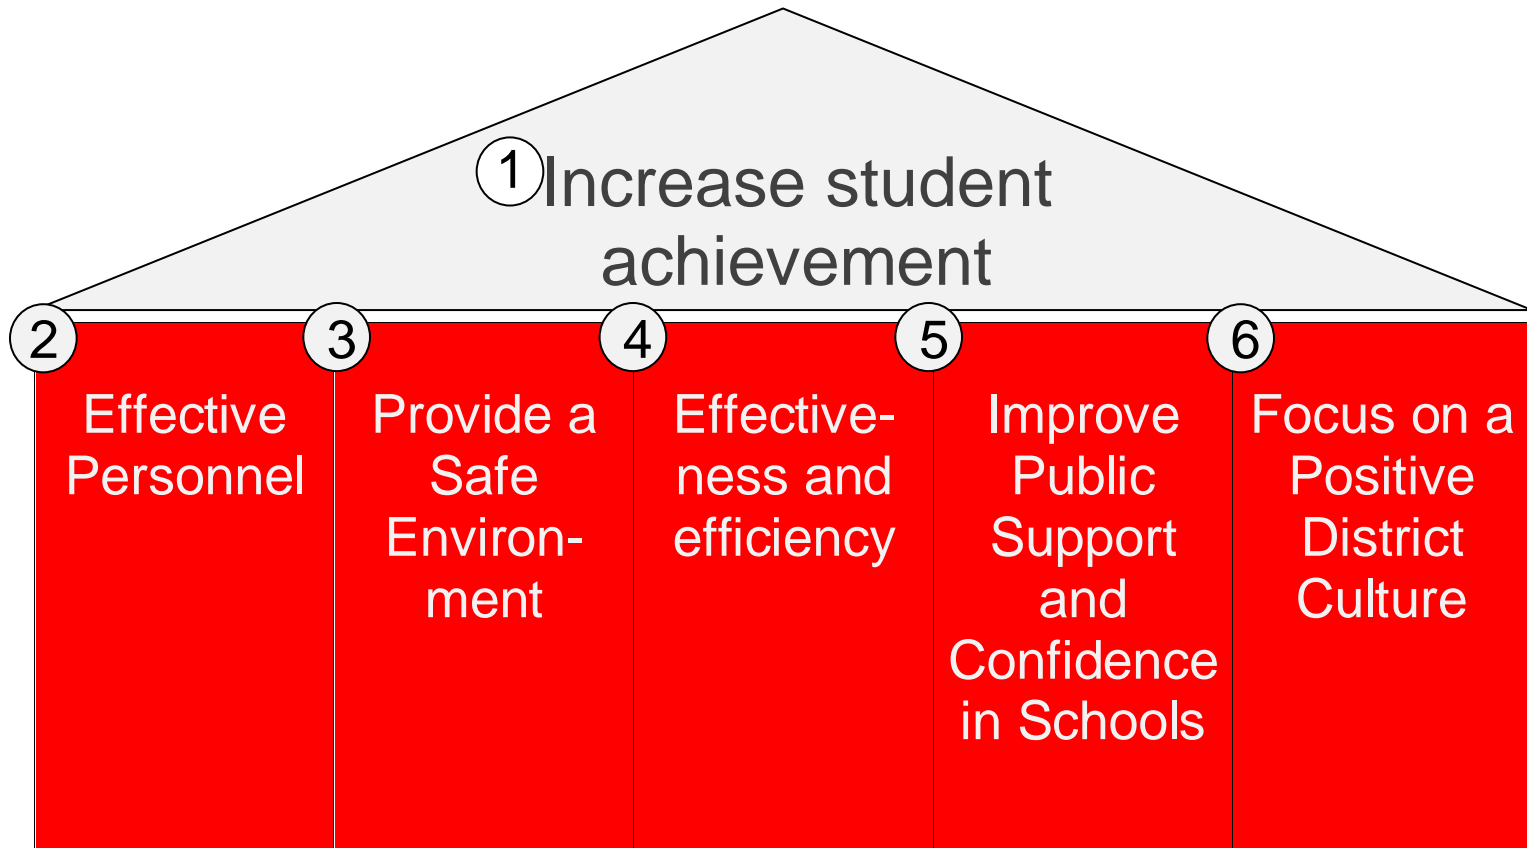 1
Increase student
achievement
2
Effective
Personnel
3
Provide a
Safe
Environ-
ment
4
Effective-
ness and
efficiency
5
Improve
Public
Support
and
Confidence
in Schools
6
Focus on a
Positive
District
Culture